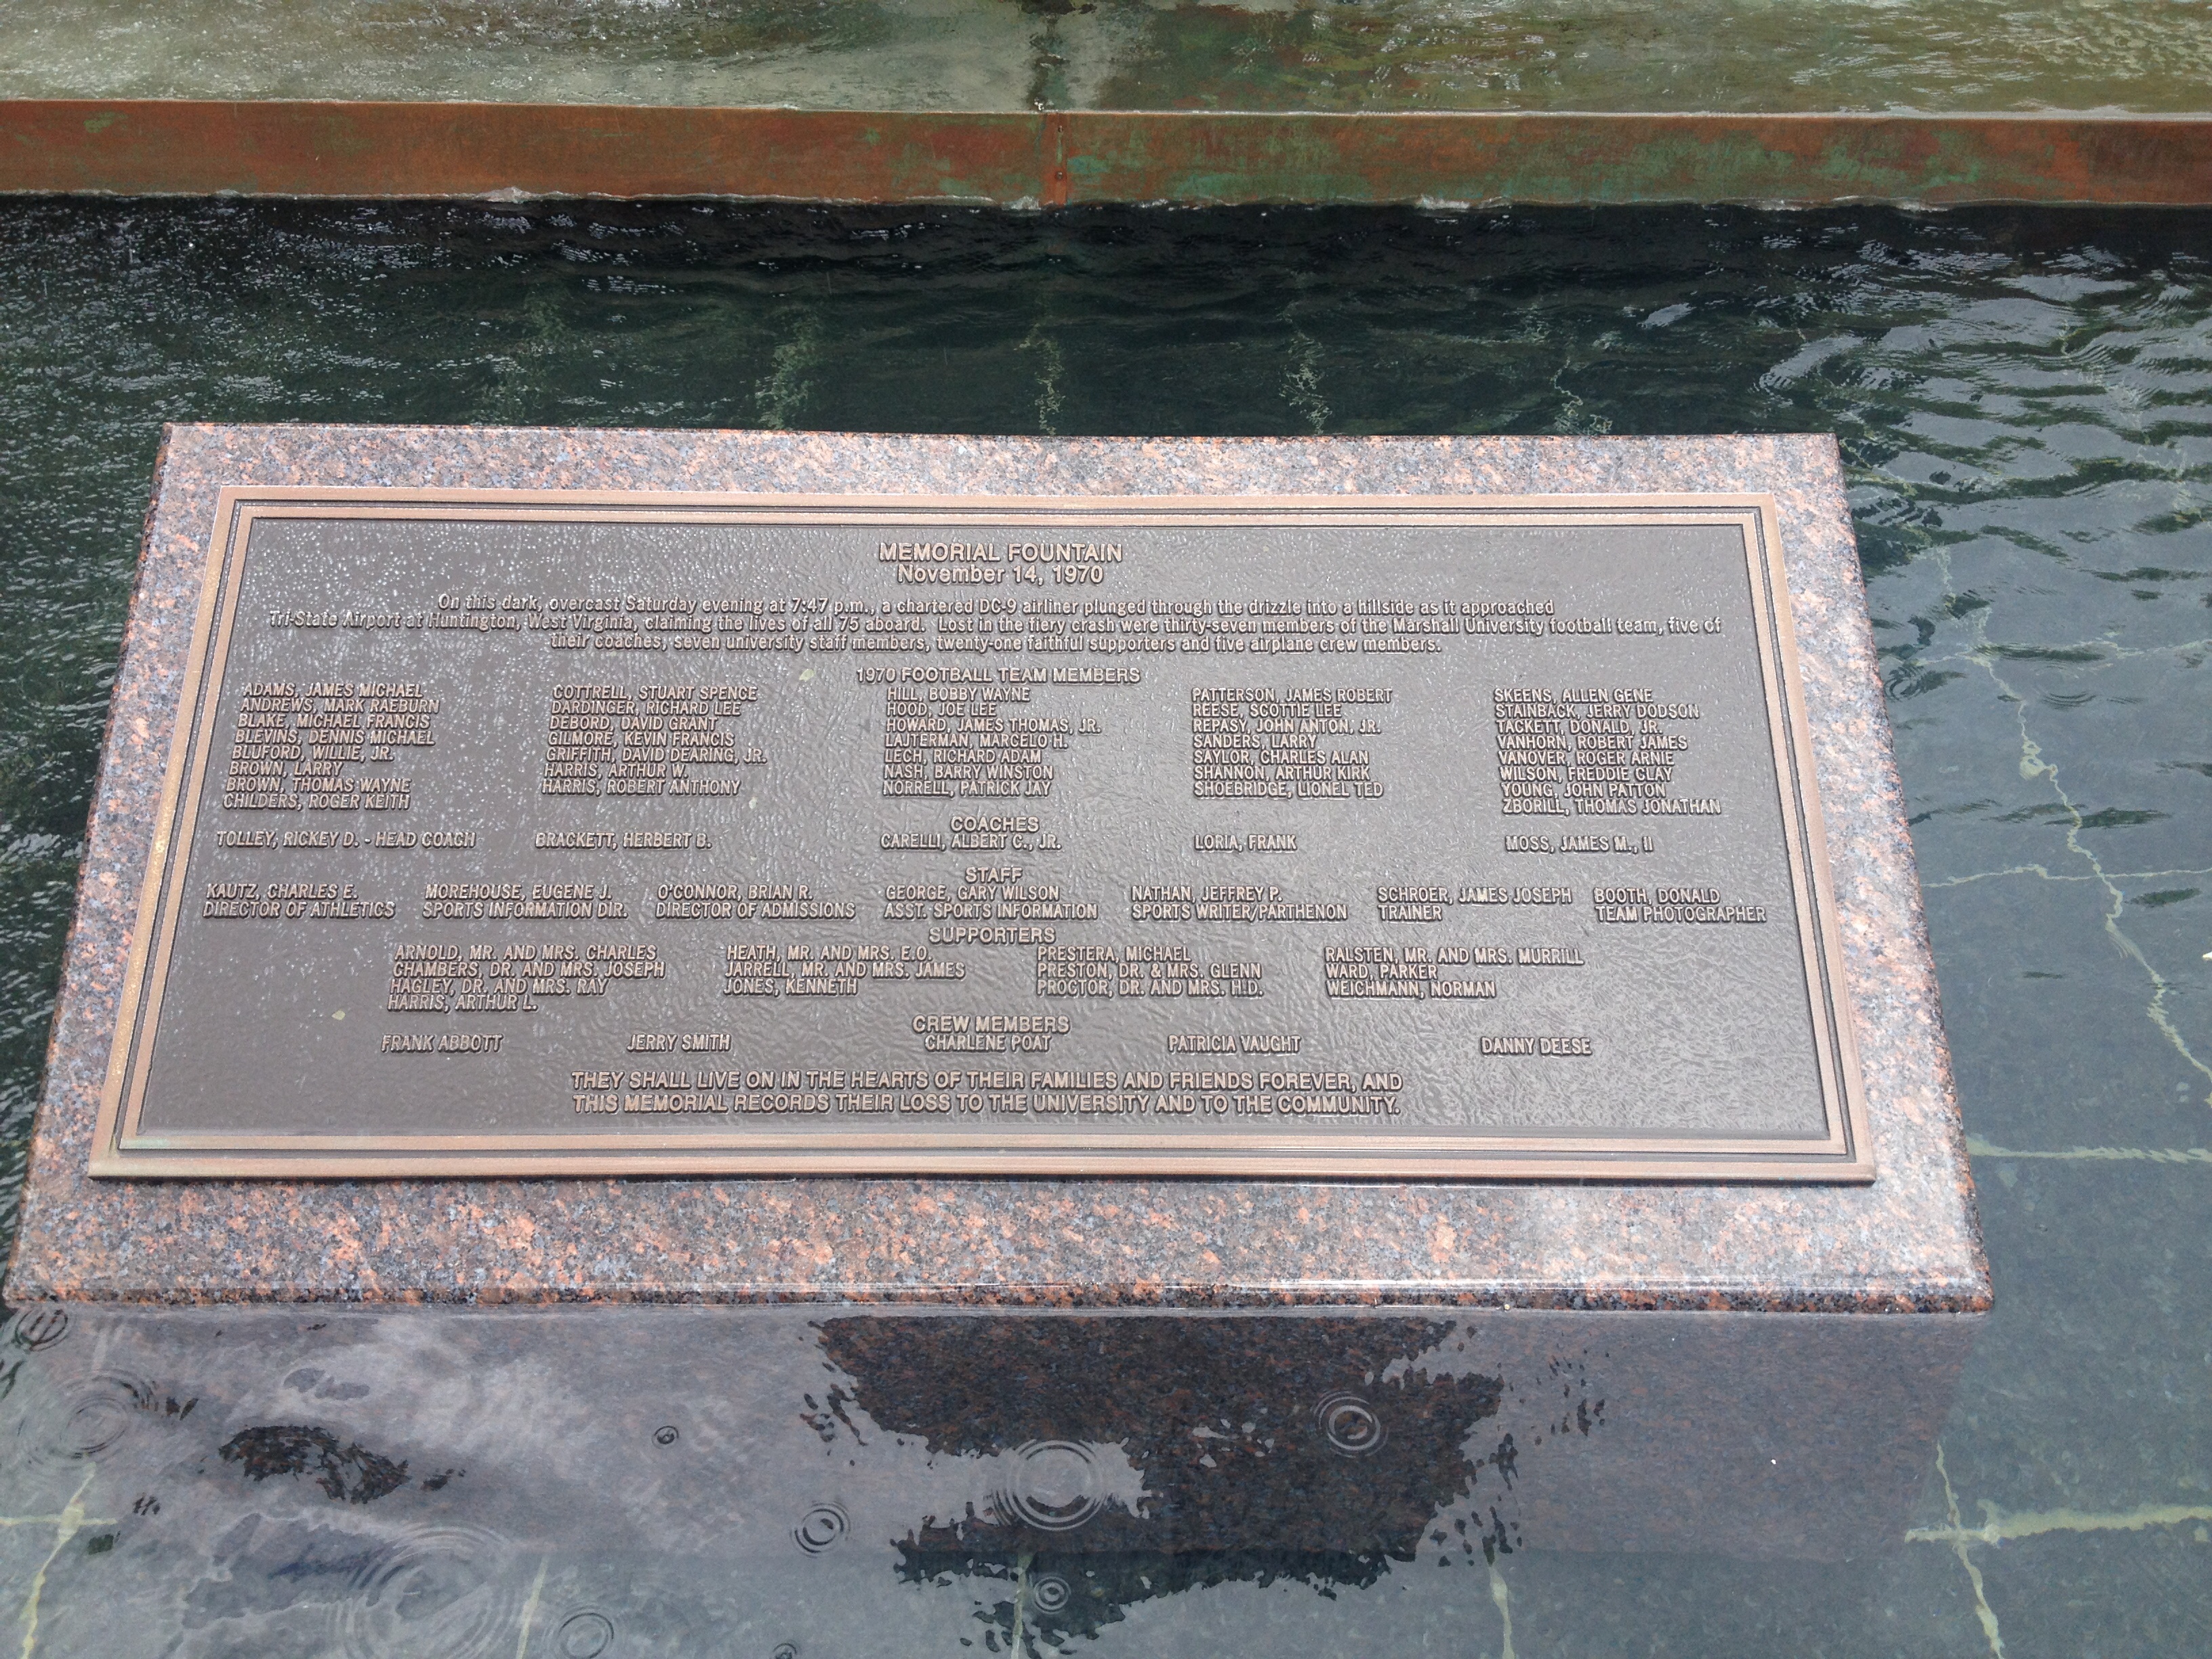 MEMORIAL FOUNTAIN
November 14, 1970
On this dark, overcast Saturday evening at 7:47 p.m., a chartered DC-9 airliner plunged through the drizzle into a hillside as it approached
Tri-State Airport at Huntington, West Virginia, claiming the lives of all 75 aboard. Lost in the fiery crash were thirty-seven members of the Marshall University football team, five of
their coaches, seven university staff members, twenty-one faithful supporters and five airplane crew members.
1970 FOOTBALL TEAM MEMBERS
ADAMS, JAMES MICHAEL
ANDREWS, MARK RAEBURN
BLAKE, MICHAEL FRANCIS
BLEVINS, DENNIS MICHAEL
BLUFORD, WILLIE, JR.
BROWN, LARRY
BROWN, THOMAS WAYNE
CHILDERS, ROGER KEITH
COTTRELL, STUART SPENCE
DARDINGER, RICHARD LEE
DEBORD, DAVID GRANT
GILMORE, KEVIN FRANCIS
GRIFFITH, DAVID DEARING, JR.
HARRIS, ARTHUR W.
HARRIS, ROBERT ANTHONY
HILL, BOBBY WAYNE
HOOD, JOE LEE
HOWARD, JAMES THOMAS, JR.
LAUTERMAN, MARCELO H.
LECH, RICHARD ADAM
NASH, BARRY WINSTON
NORRELL, PATRICK JAY
PATTERSON, JAMES ROBERT
REESE, SCOTTIE LEE
REPASY, JOHN ANTON, JR.
SANDERS, LARRY
SAYLOR, CHARLES ALAN
SHANNON, ARTHUR KIRK
SHOEBRIDGE, LIONEL TED
SKEENS, ALLEN GENE
STAINBACK, JERRY DODSON
TACKETT, DONALD, JR.
VANHORN, ROBERT JAMES
VANOVER, ROGER ARNIE
WILSON, FREDDIE CLAY
YOUNG, JOHN PATTON
ZBORILL, THOMAS JONATHAN
COACHES
TOLLEY, RICKEY D. - HEAD COACH
BRACKETT, HERBERT B.
CARELLI, ALBERT C., JR.
LORIA, FRANK
MOSS, JAMES M., II
STAFF
KAUTZ, CHARLES E.
DIRECTOR OF ATHLETICS
MOREHOUSE, EUGENE J.
SPORTS INFORMATION DIR.
O'CONNOR, BRIAN R.
DIRECTOR OF ADMISSIONS
GEORGE, GARY WILSON
ASST. SPORTS INFORMATION
NATHAN, JEFFREY P.
SPORTS WRITER/PARTHENON
SCHROER, JAMES JOSEPH
TRAINER
BOOTH, DONALD
TEAM PHOTOGRAPHER
SUPPORTERS
ARNOLD, MR. AND MRS. CHARLES
CHAMBERS, DR. AND MRS. JOSEPH
HAGLEY, DR. AND MRS. RAY
HARRIS, ARTHUR L.
HEATH, MR. AND MRS. E.O.
JARRELL, MR. AND MRS. JAMES
JONES, KENNETH
PRESTERA, MICHAEL
PRESTON, DR. & MRS. GLENN
PROCTOR, DR. AND MRS. H.D.
RALSTEN, MR. AND MRS. MURRILL
WARD, PARKER
WEICHMANN, NORMAN
CREW MEMBERS
FRANK ABBOTT
JERRY SMITH
CHARLENE POAT
PATRICIA VAUGHT
DANNY DEESE
THEY SHALL LIVE ON IN THE HEARTS OF THEIR FAMILIES AND FRIENDS FOREVER, AND
THIS MEMORIAL RECORDS THEIR LOSS TO THE UNIVERSITY AND TO THE COMMUNITY.